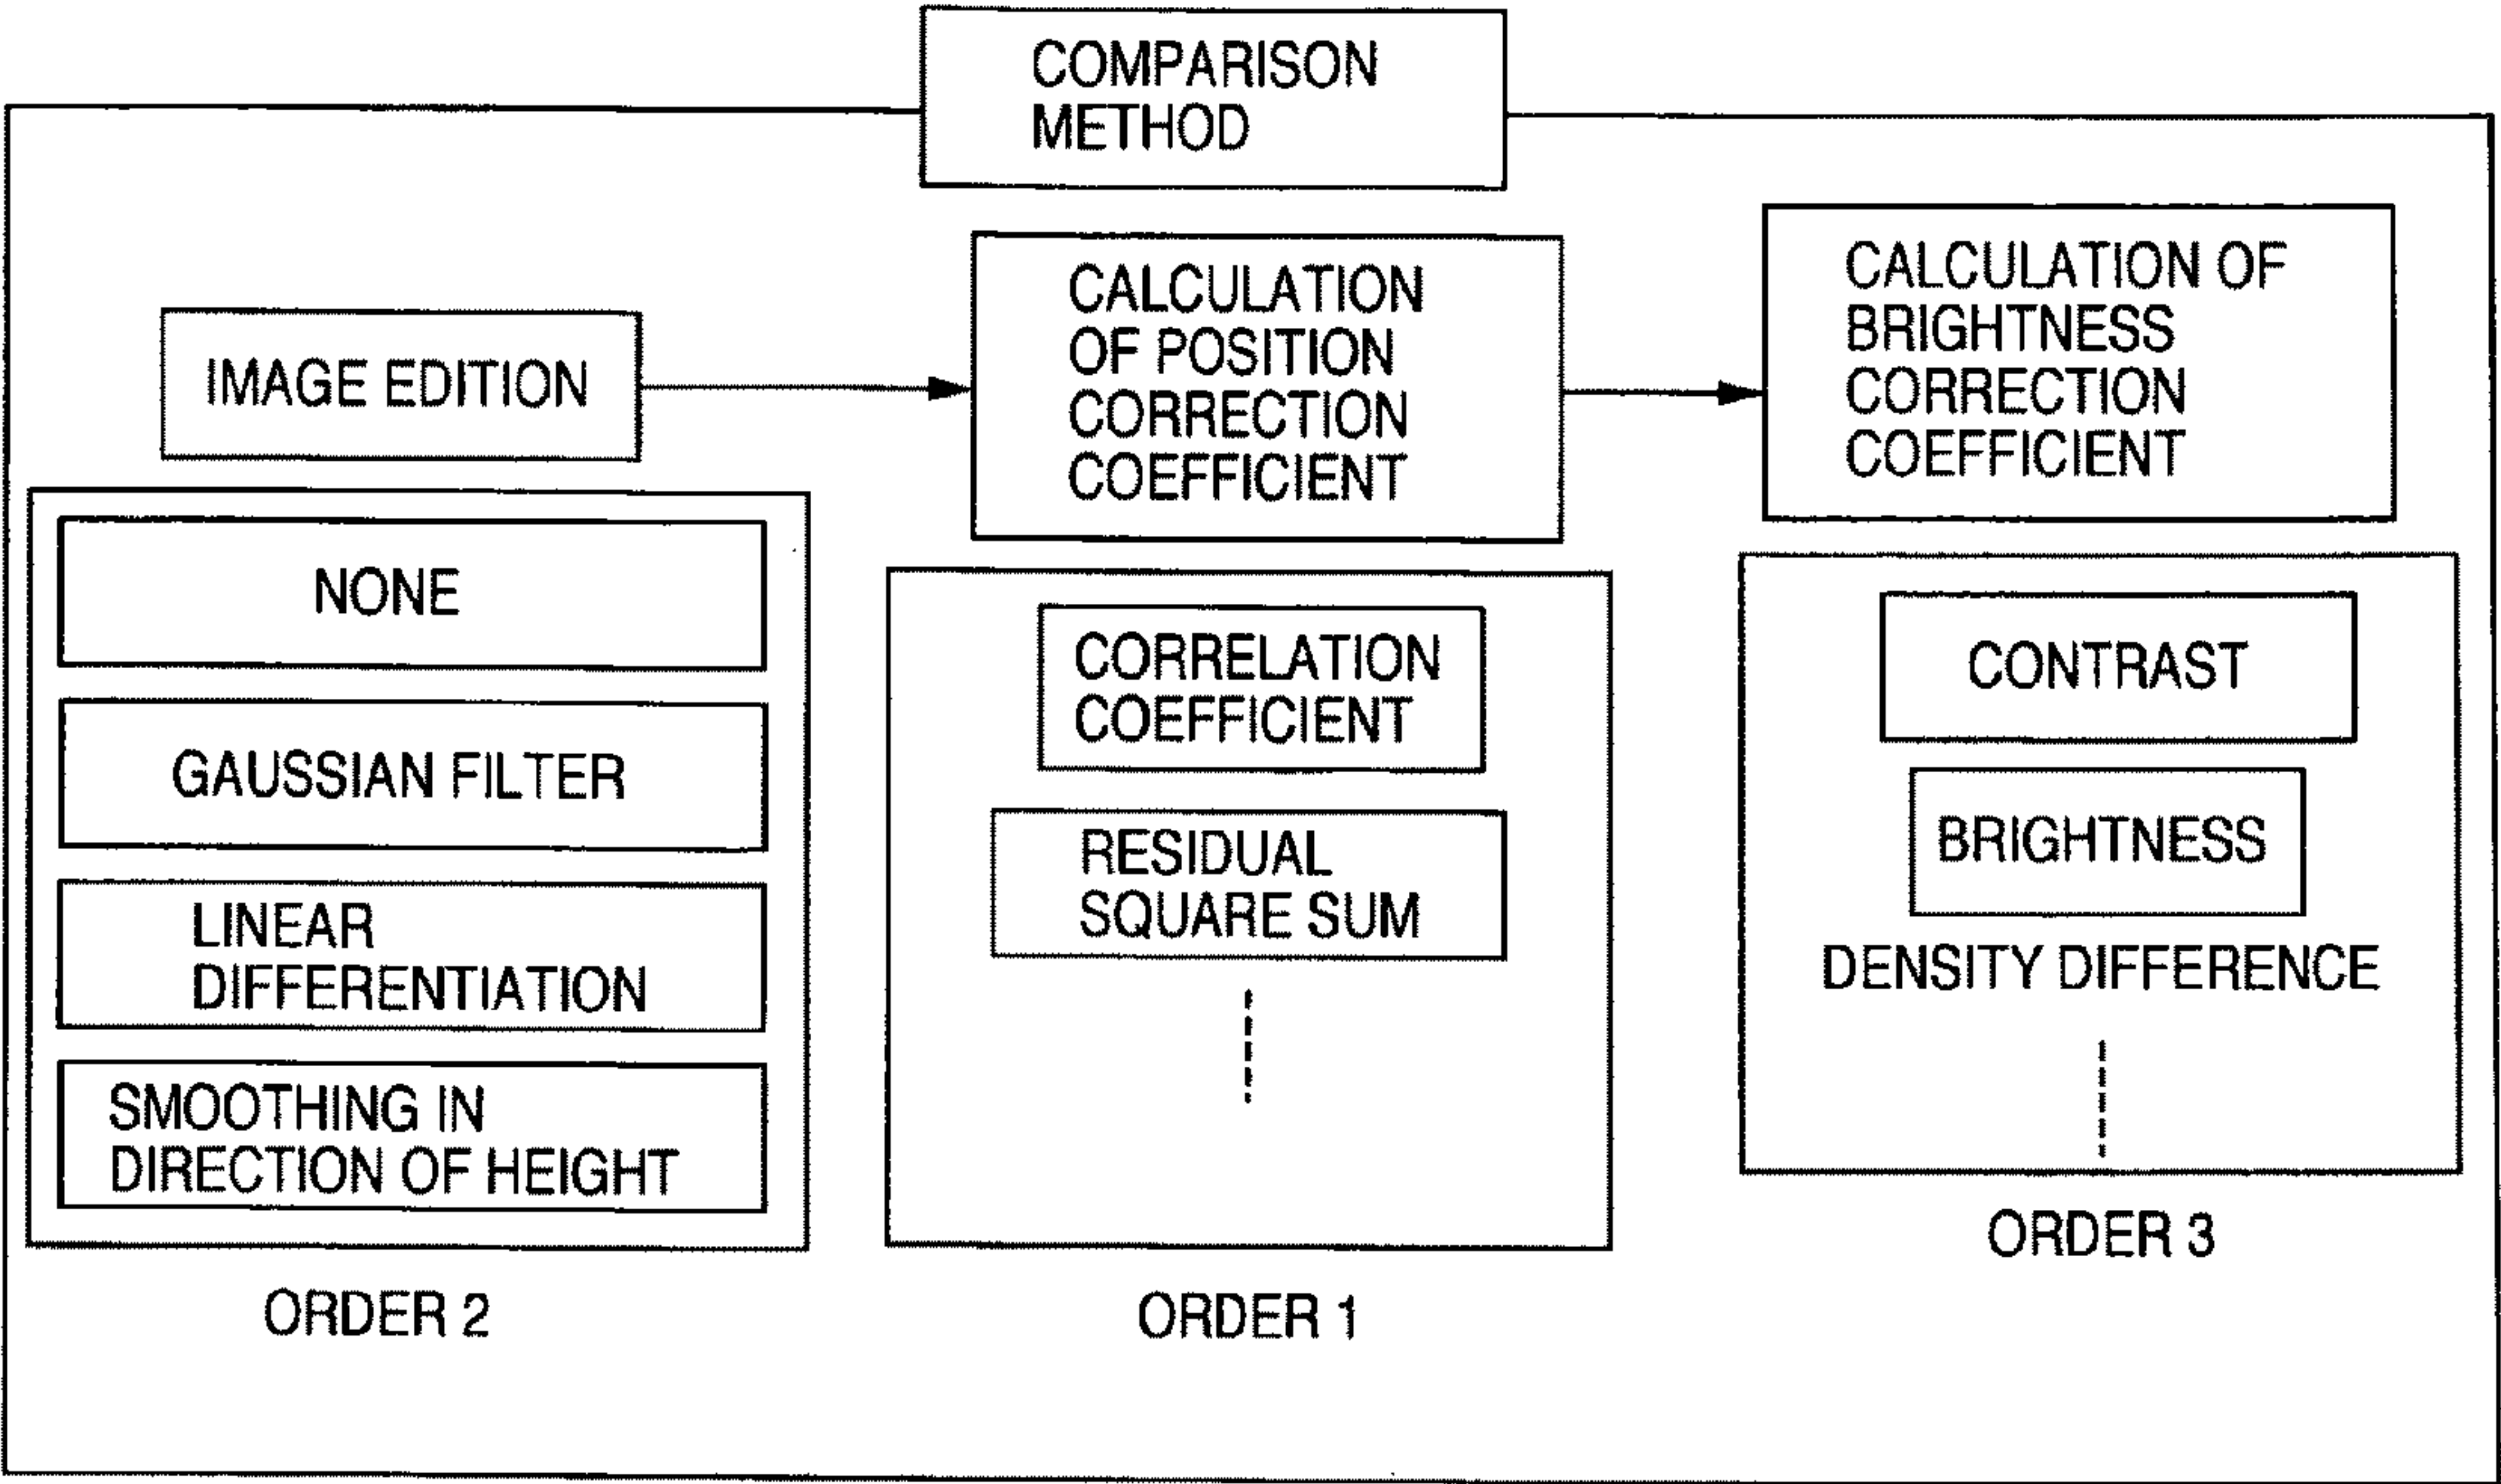 COMPARISON
METHOD
IMAGE EDITION
CALCULATION
OF POSITION
CORRECTION
COEFFICIENT
CALCULATION OF
BRIGHTNESS
CORRECTION
COEFFICIENT
NONE
GAUSSIAN FILTER
LINEAR
DIFFERENTIATION
SMOOTHING IN
DIRECTION OF HEIGHT
ORDER 2
CORRELATION
COEFFICIENT
RESIDUAL
SQUARE SUM
ORDER 1
CONTRAST
BRIGHTNESS
DENSITY DIFFERENCE
ORDER 3